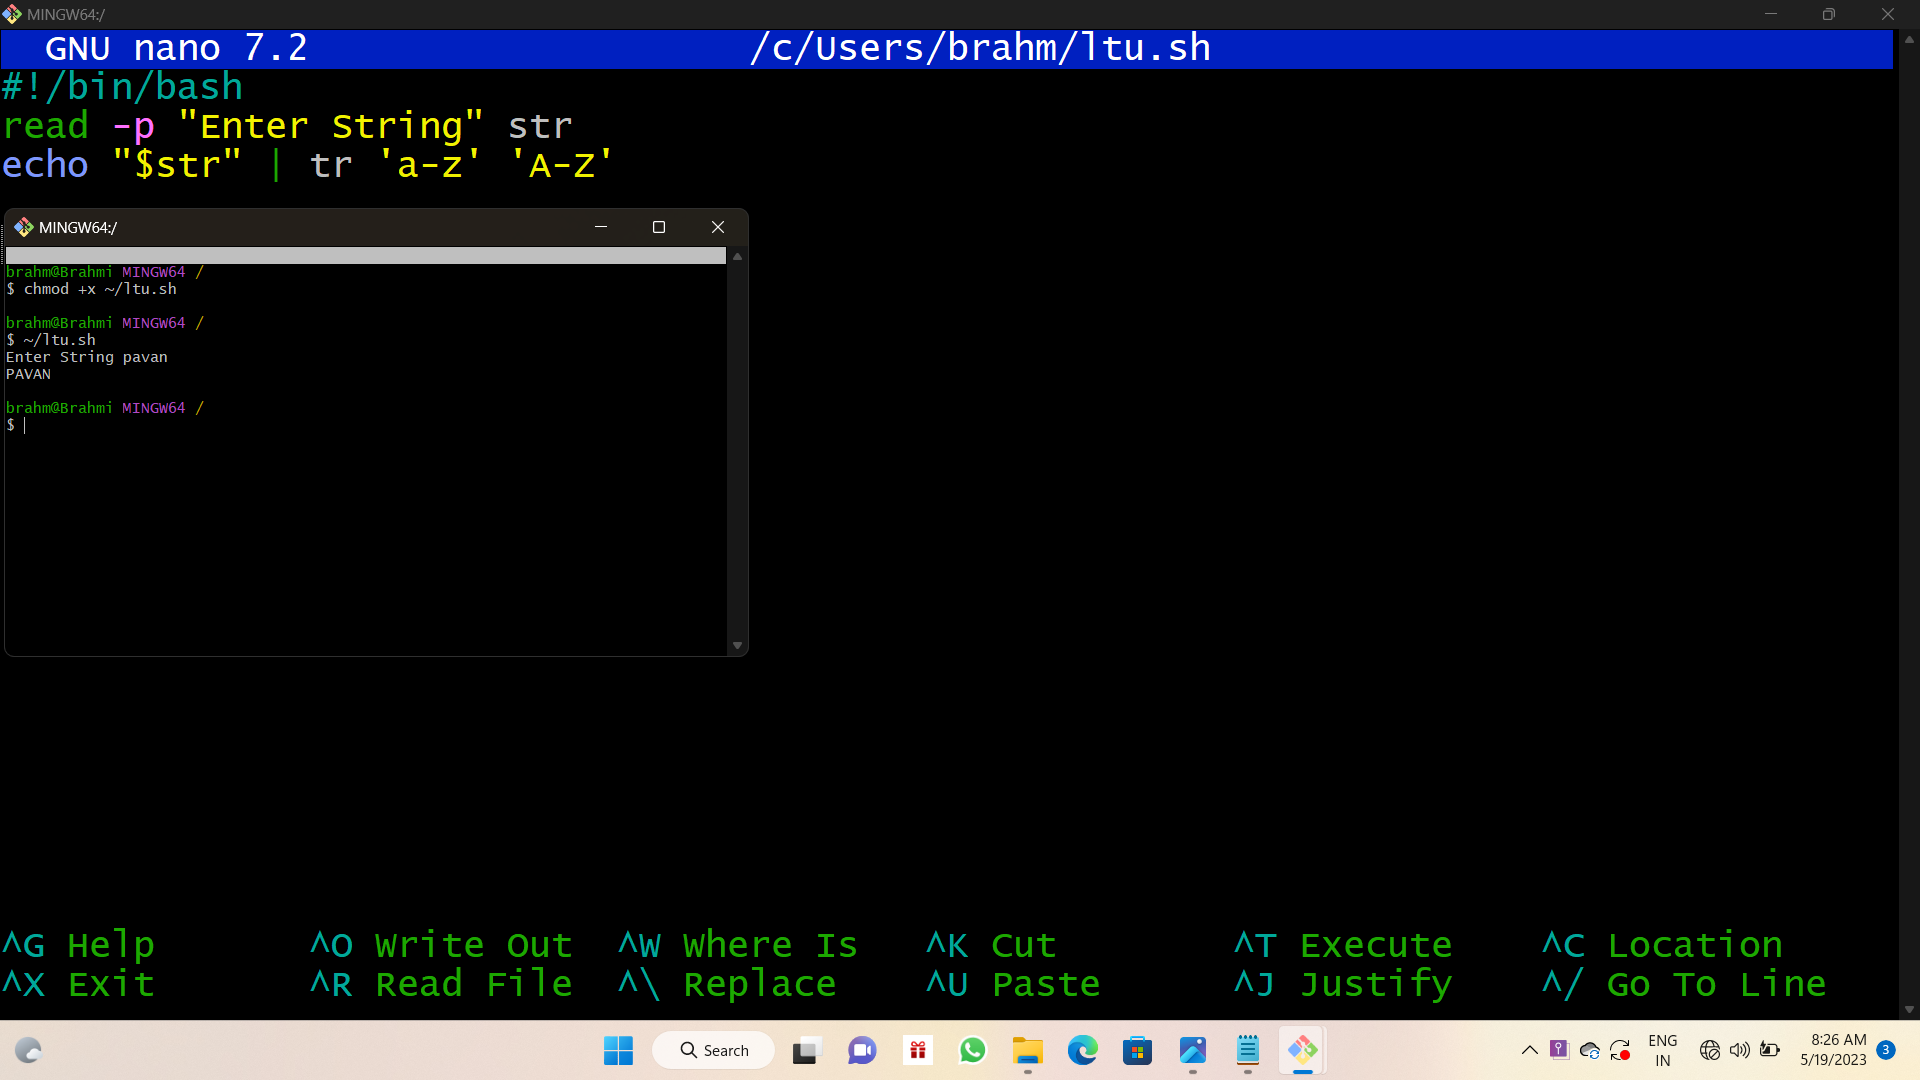 MINGW64:/
GNU nano 7.2 /c/Users/brahm/ltu.sh
#!/bin/bash
read -p "Enter String" str
echo "$str" | tr 'a-z' 'A-Z'
MINGW64:/
brahm@Brahmi MINGW64 /
$ chmod +x ~/ltu.sh
brahm@Brahmi MINGW64 /
$ ~/ltu.sh
Enter String pavan
PAVAN
brahm@Brahmi MINGW64 /
$
^G Help ^O Write Out ^W Where Is ^K Cut ^T Execute ^C Location
^X Exit ^R Read File ^\ Replace ^U Paste ^J Justify ^/ Go To Line
Search
ENG
IN
8:26 AM
5/19/2023
3